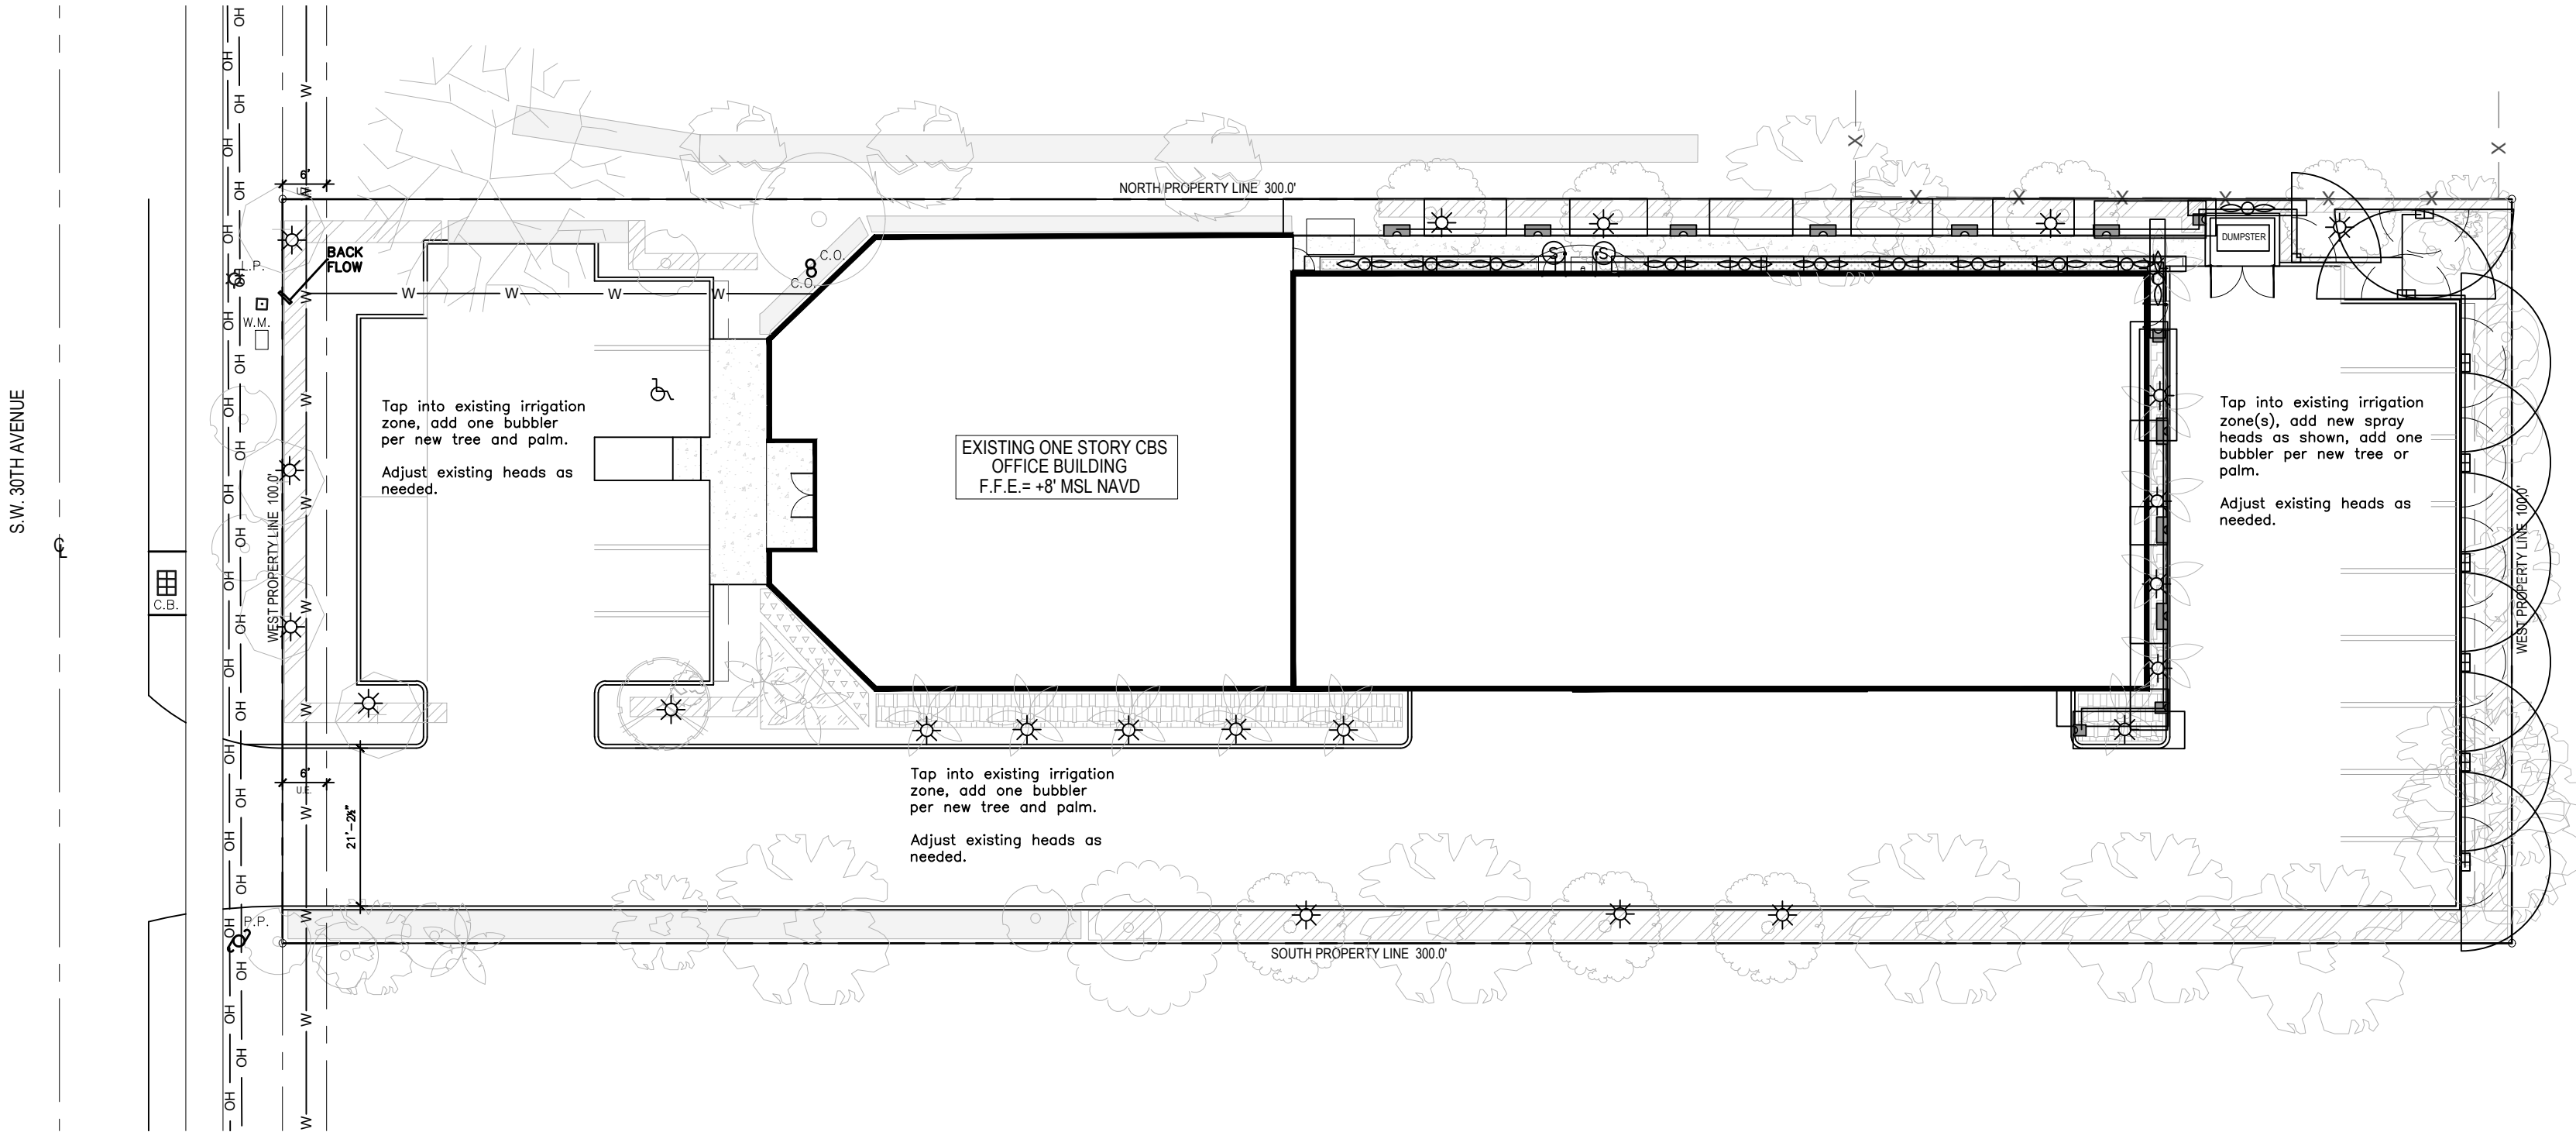 S.W. 30TH AVENUE
C
L
C.B.
OH
W
6'
U.E.
L.P.
W.M.
BACK
FLOW
C.O.
C.O.
W W W W
WEST PROPERTY LINE 100.0'
NORTH PROPERTY LINE 300.0'
X X
X X X X X X
S S
DUMPSTER
Tap into existing irrigation
zone, add one bubbler
per new tree and palm.
Adjust existing heads as
needed.
EXISTING ONE STORY CBS
OFFICE BUILDING
F.F.E.= +8' MSL NAVD
Tap into existing irrigation
zone(s), add new spray
heads as shown, add one
bubbler per new tree or
palm.
Adjust existing heads as
needed.
WEST PROPERTY LINE 100.0'
6'
U.E.
21'-2½"
Tap into existing irrigation
zone, add one bubbler
per new tree and palm.
Adjust existing heads as
needed.
P.P.
SOUTH PROPERTY LINE 300.0'